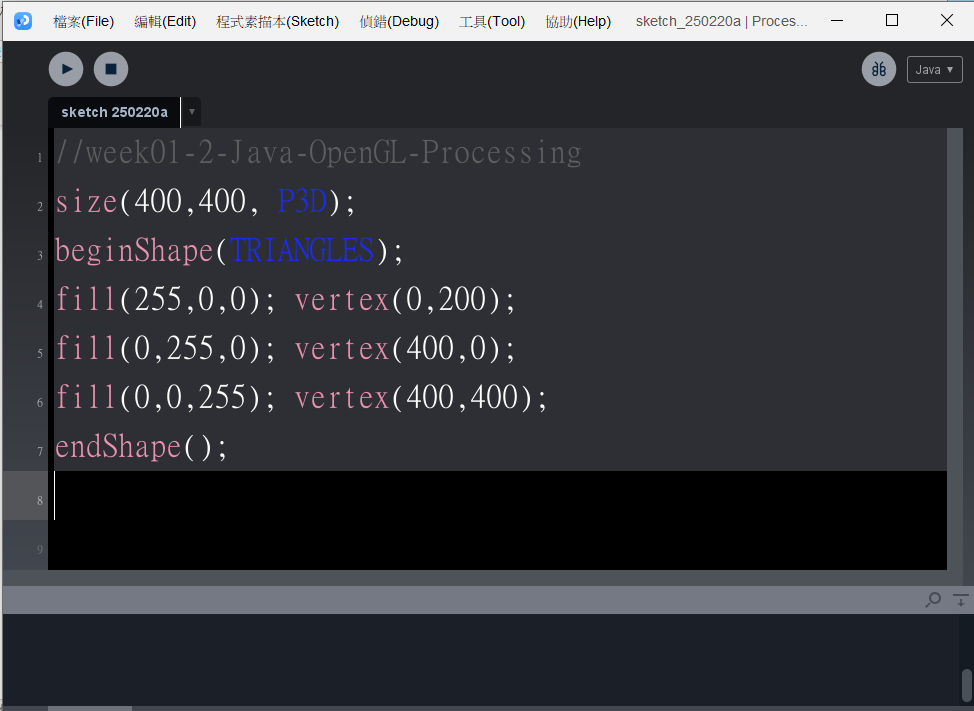 檔案(File) 編輯(Edit) 程式素描本(Sketch) 偵錯(Debug) 工具(Tool) 協助(Help) sketch_250220a | Proces...
Java ▾
sketch 250220a ▾
1 //week01-2-Java-OpenGL-Processing
2 size(400,400, P3D);
3 beginShape(TRIANGLES);
4 fill(255,0,0); vertex(0,200);
5 fill(0,255,0); vertex(400,0);
6 fill(0,0,255); vertex(400,400);
7 endShape();
8
9